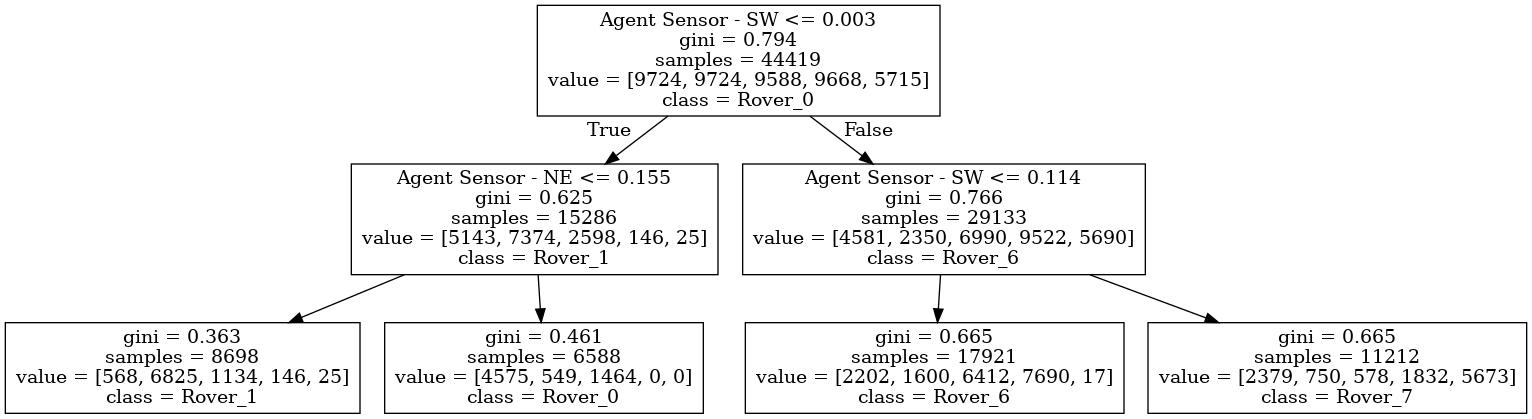 Agent Sensor - SW <= 0.003
gini = 0.794
samples = 44419
value = [9724, 9724, 9588, 9668, 5715]
class = Rover_0
True
False
Agent Sensor - NE <= 0.155
gini = 0.625
samples = 15286
value = [5143, 7374, 2598, 146, 25]
class = Rover_1
Agent Sensor - SW <= 0.114
gini = 0.766
samples = 29133
value = [4581, 2350, 6990, 9522, 5690]
class = Rover_6
gini = 0.363
samples = 8698
value = [568, 6825, 1134, 146, 25]
class = Rover_1
gini = 0.461
samples = 6588
value = [4575, 549, 1464, 0, 0]
class = Rover_0
gini = 0.665
samples = 17921
value = [2202, 1600, 6412, 7690, 17]
class = Rover_6
gini = 0.665
samples = 11212
value = [2379, 750, 578, 1832, 5673]
class = Rover_7